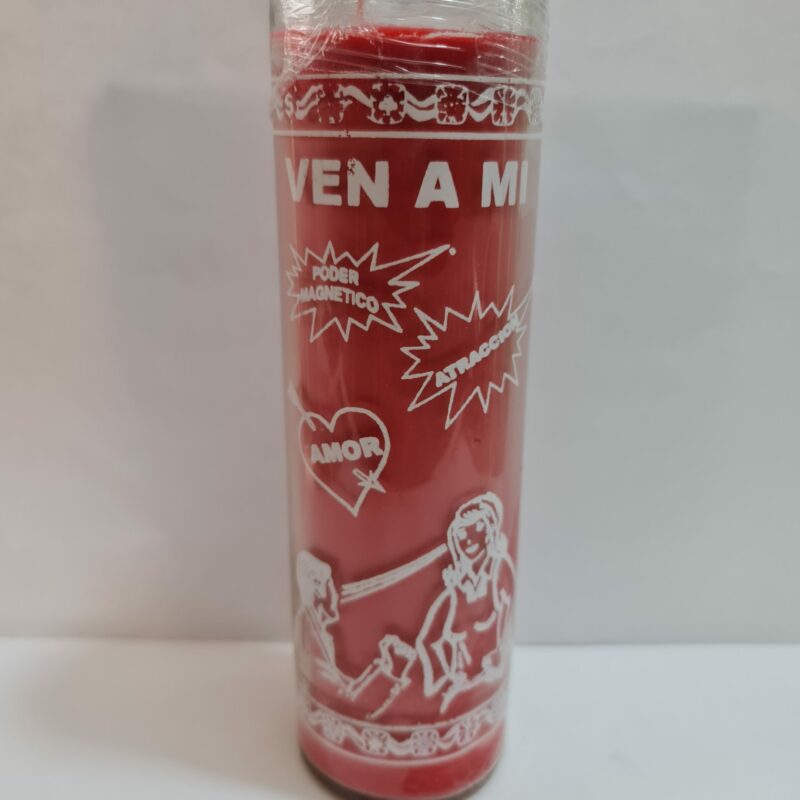 VEN A MI
PODER
MAGNETICO
ATRACCION
AMOR